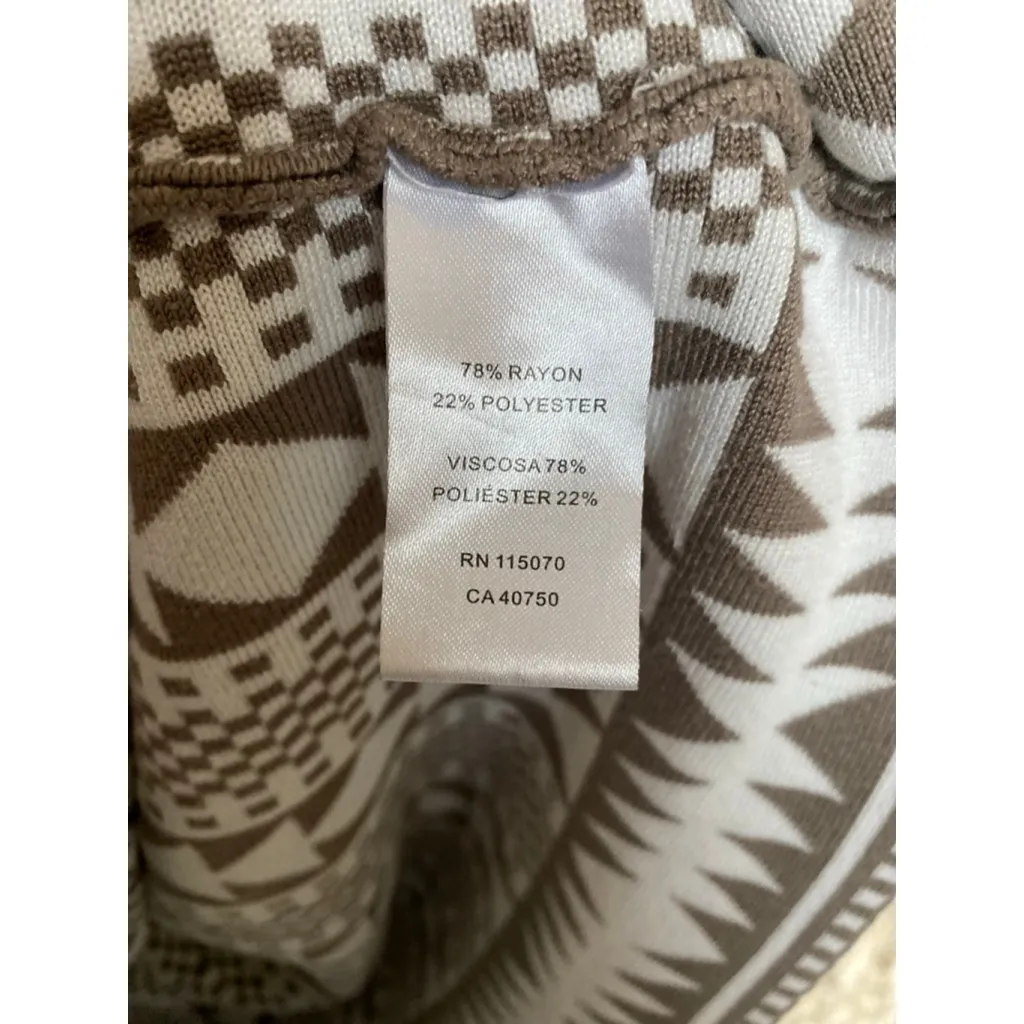 78% RAYON
22% POLYESTER
VISCOSA 78%
POLIÉSTER 22%
RN 115070
CA 40750